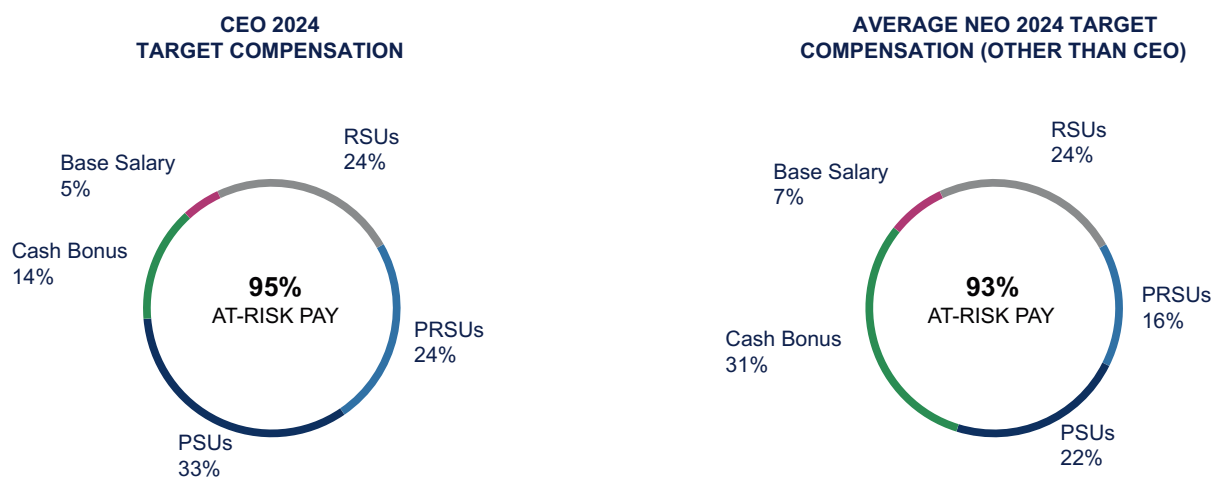 CEO 2024
TARGET COMPENSATION
RSUs
24%
Base Salary
5%
Cash Bonus
14%
95%
AT-RISK PAY
PRSUs
24%
PSUs
33%
AVERAGE NEO 2024 TARGET
COMPENSATION (OTHER THAN CEO)
RSUs
24%
Base Salary
7%
93%
AT-RISK PAY
PRSUs
16%
Cash Bonus
31%
PSUs
22%